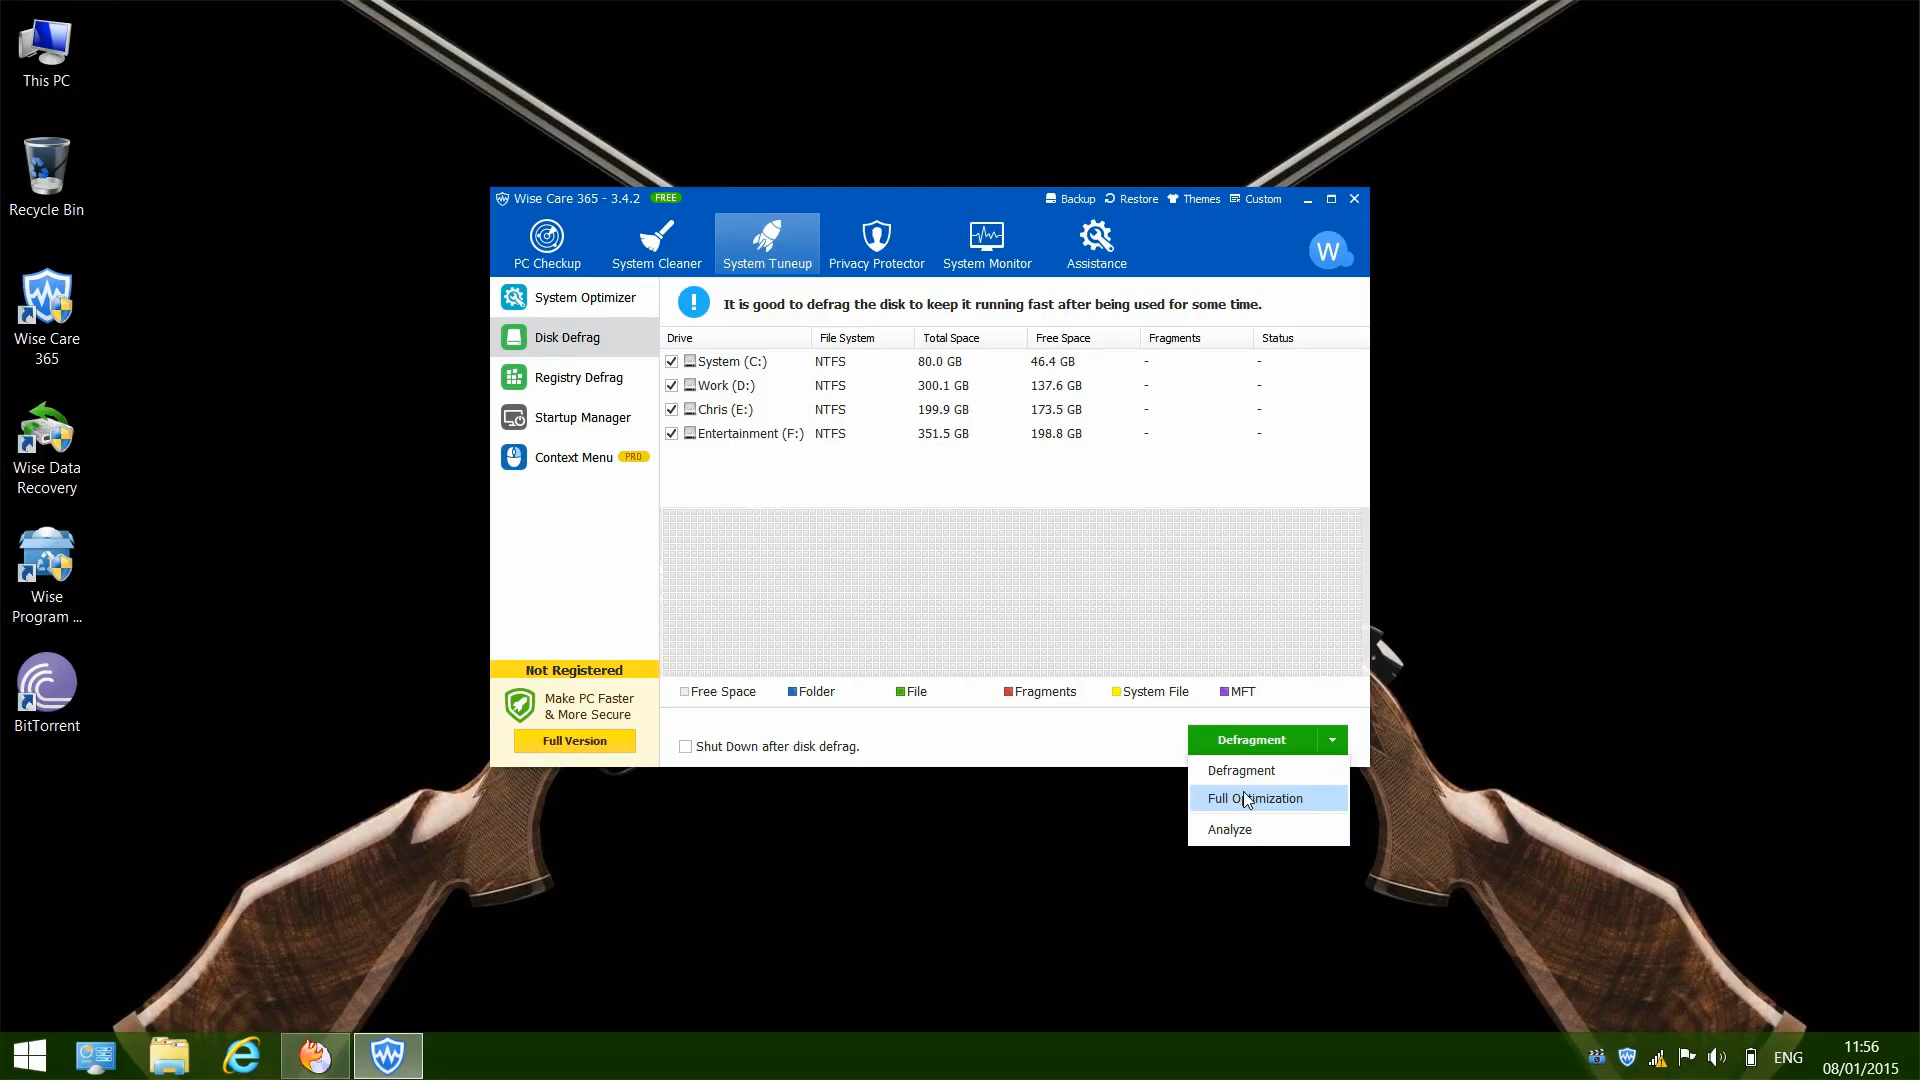 This PC
Recycle Bin
Wise Care
365
Wise Data
Recovery
Wise
Program ...
BitTorrent
Wise Care 365 - 3.4.2 FREE
Backup Restore Themes Custom
PC Checkup System Cleaner System Tuneup Privacy Protector System Monitor Assistance
W
System Optimizer
Disk Defrag
Registry Defrag
Startup Manager
Context Menu PRO
Not Registered
Make PC Faster
& More Secure
Full Version
It is good to defrag the disk to keep it running fast after being used for some time.
Drive File System Total Space Free Space Fragments Status
System (C:) NTFS 80.0 GB 46.4 GB - -
Work (D:) NTFS 300.1 GB 137.6 GB - -
Chris (E:) NTFS 199.9 GB 173.5 GB - -
Entertainment (F:) NTFS 351.5 GB 198.8 GB - -
Free Space Folder File Fragments System File MFT
Shut Down after disk defrag.
Defragment
Defragment
Full Optimization
Analyze
ENG
11:56
08/01/2015